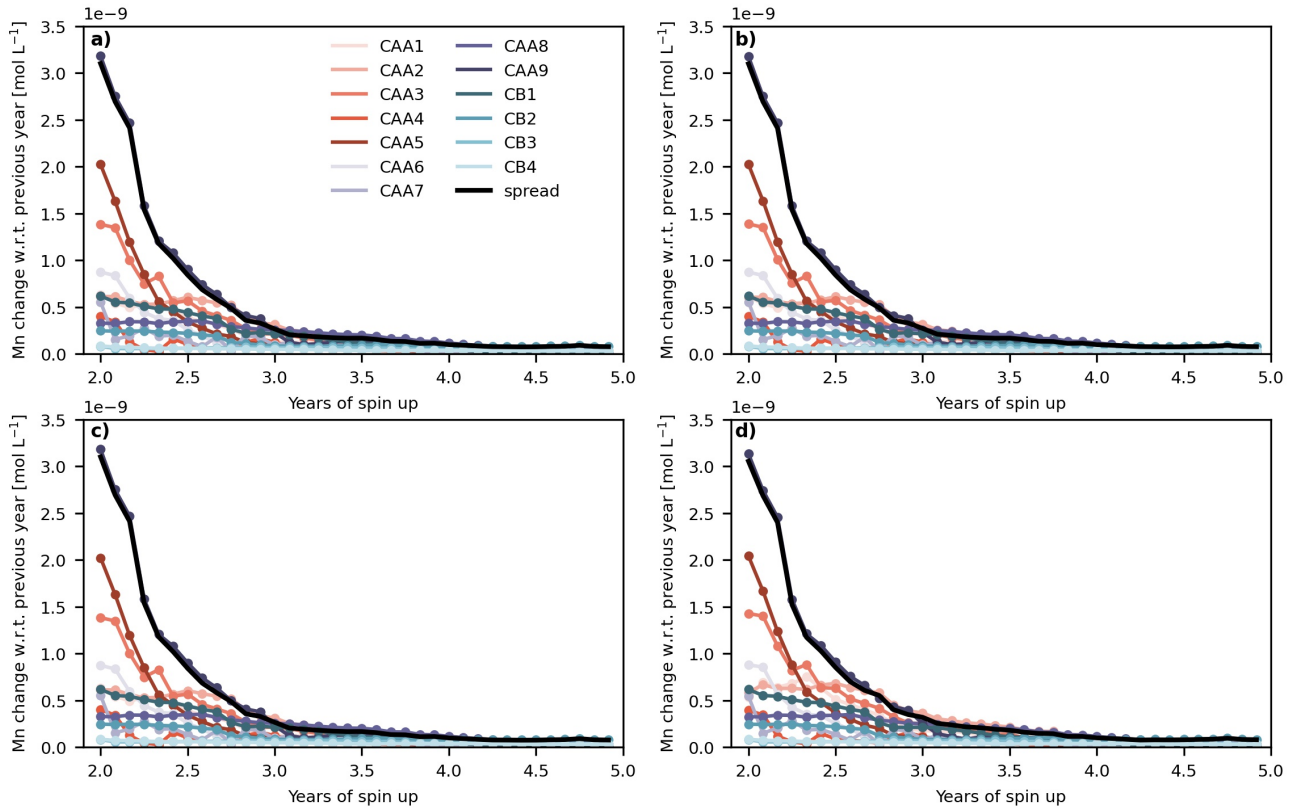 1e−9
a)
Mn change w.r.t. previous year [mol L⁻¹]
3.5
3.0
2.5
2.0
1.5
1.0
0.5
0.0
CAA1
CAA2
CAA3
CAA4
CAA5
CAA6
CAA7
CAA8
CAA9
CB1
CB2
CB3
CB4
spread
2.0 2.5 3.0 3.5 4.0 4.5 5.0
Years of spin up
1e−9
b)
Mn change w.r.t. previous year [mol L⁻¹]
3.5
3.0
2.5
2.0
1.5
1.0
0.5
0.0
2.0 2.5 3.0 3.5 4.0 4.5 5.0
Years of spin up
1e−9
c)
Mn change w.r.t. previous year [mol L⁻¹]
3.5
3.0
2.5
2.0
1.5
1.0
0.5
0.0
2.0 2.5 3.0 3.5 4.0 4.5 5.0
Years of spin up
1e−9
d)
Mn change w.r.t. previous year [mol L⁻¹]
3.5
3.0
2.5
2.0
1.5
1.0
0.5
0.0
2.0 2.5 3.0 3.5 4.0 4.5 5.0
Years of spin up